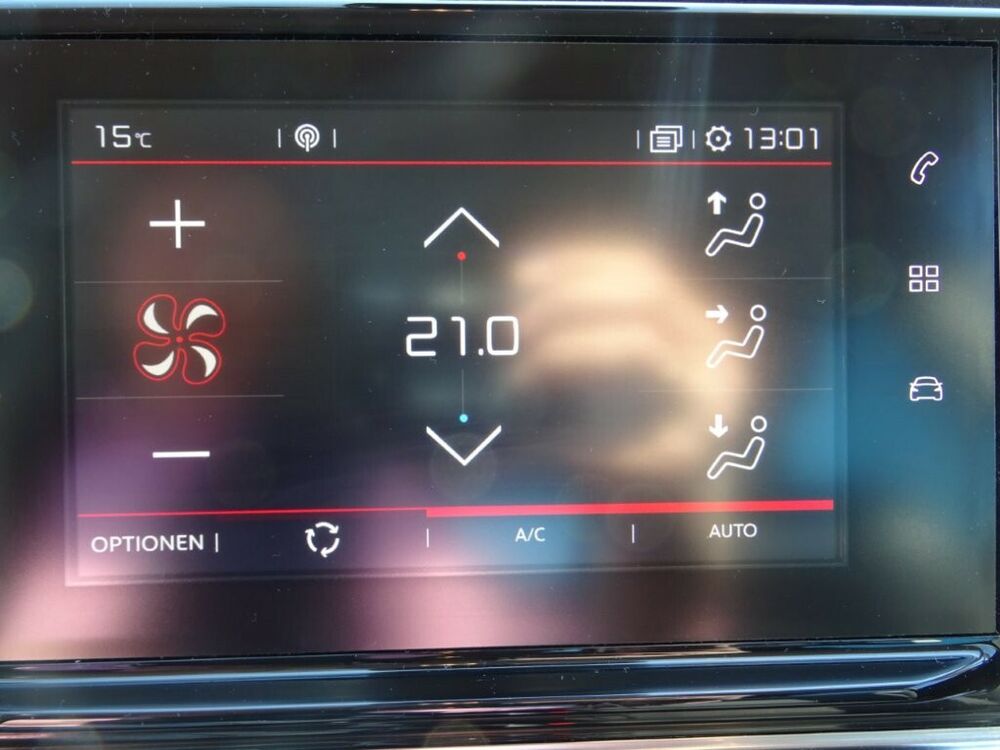 15°C 13:01
21.0
OPTIONEN A/C AUTO